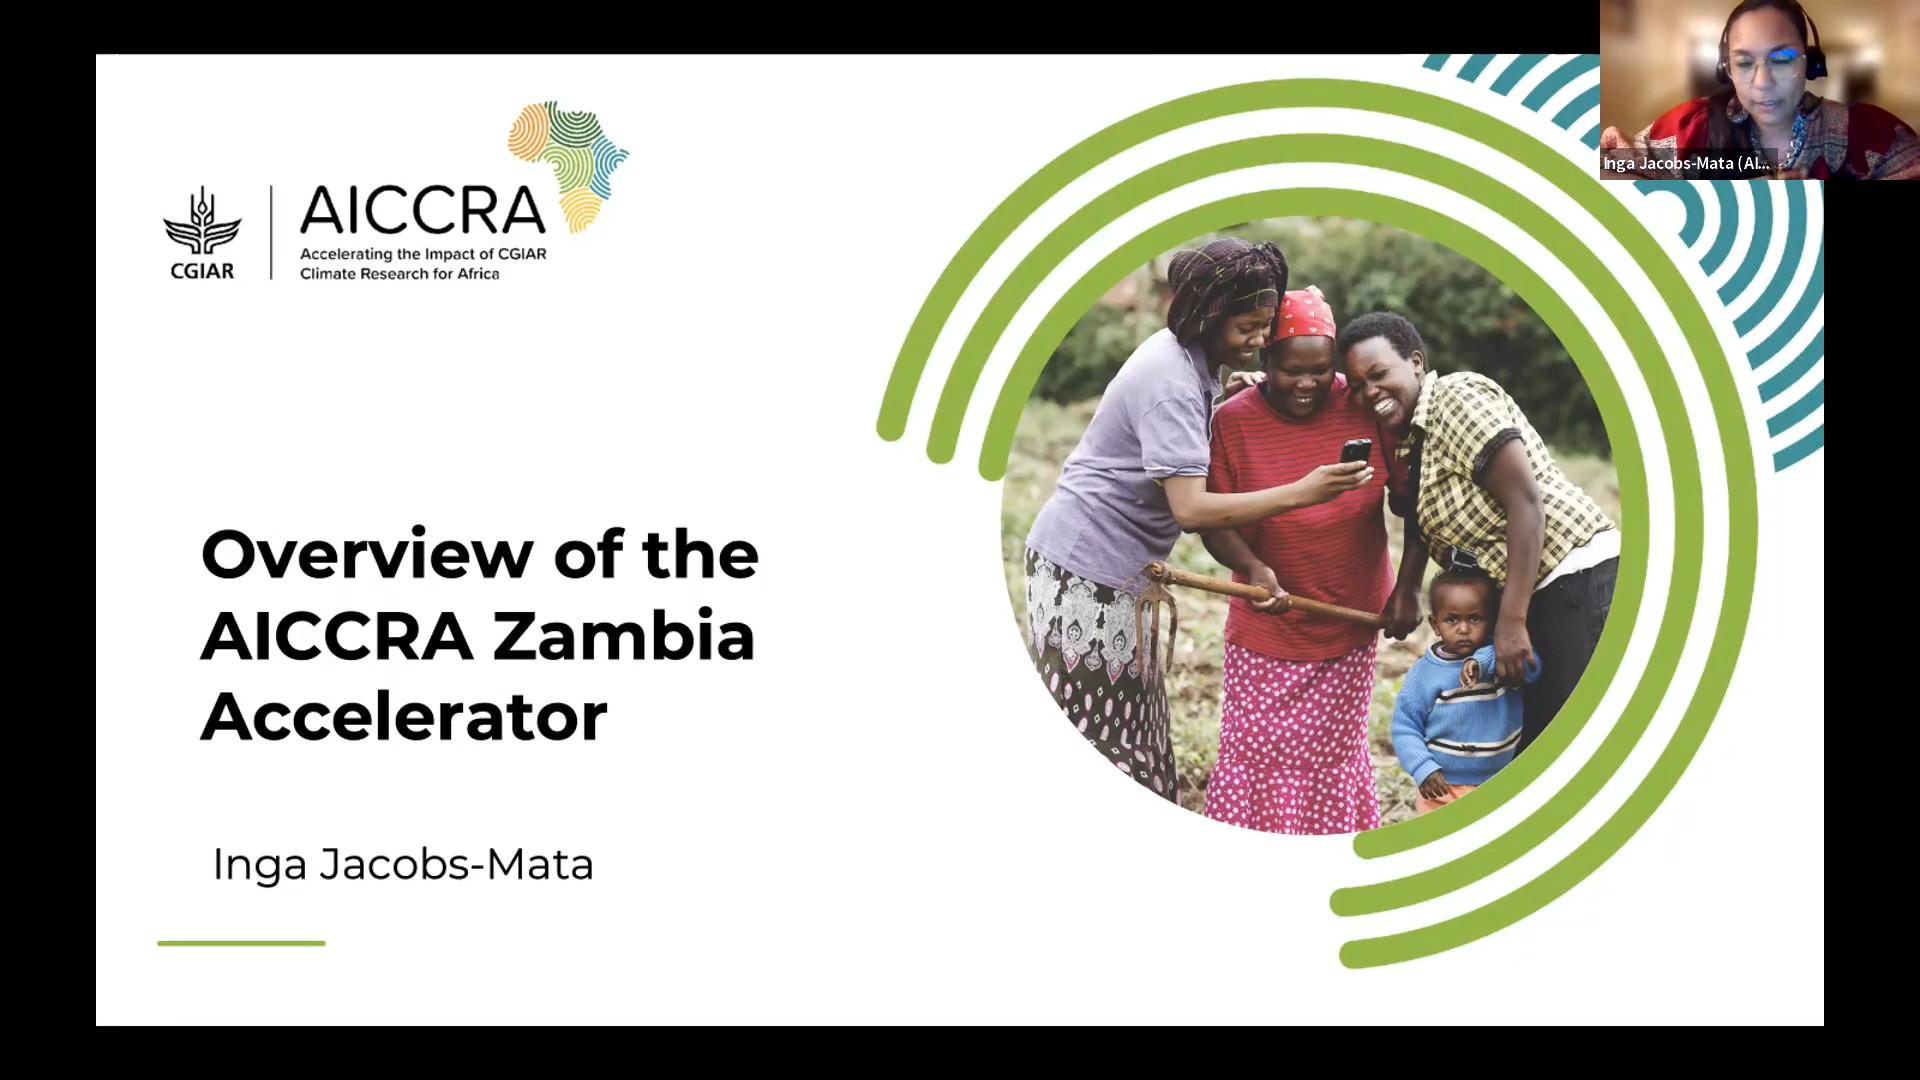 CGIAR
AICCRA
Accelerating the Impact of CGIAR
Climate Research for Africa
Overview of the
AICCRA Zambia
Accelerator
Inga Jacobs-Mata
Inga Jacobs-Mata (AI...